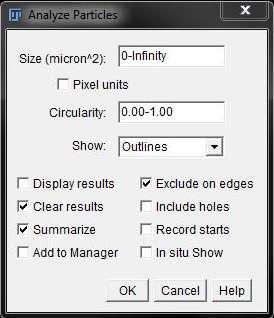 Analyze Particles
Size (micron^2): 0-Infinity
Pixel units
Circularity: 0.00-1.00
Show: Outlines
Display results Exclude on edges
Clear results Include holes
Summarize Record starts
Add to Manager In situ Show
OK Cancel Help